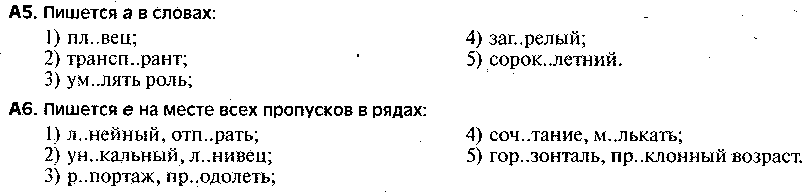 А5. Пишется а в словах:
1) пл..вец;
2) трансп..рант;
3) ум..лять роль;
4) заг..релый;
5) сорок..летний.
А6. Пишется е на месте всех пропусков в рядах:
1) л..нейный, отп..рать;
2) ун..кальный, л..нивец;
3) р..портаж, пр..одолеть;
4) соч..тание, м..лькать;
5) гор..зонталь, пр..клонный возраст.